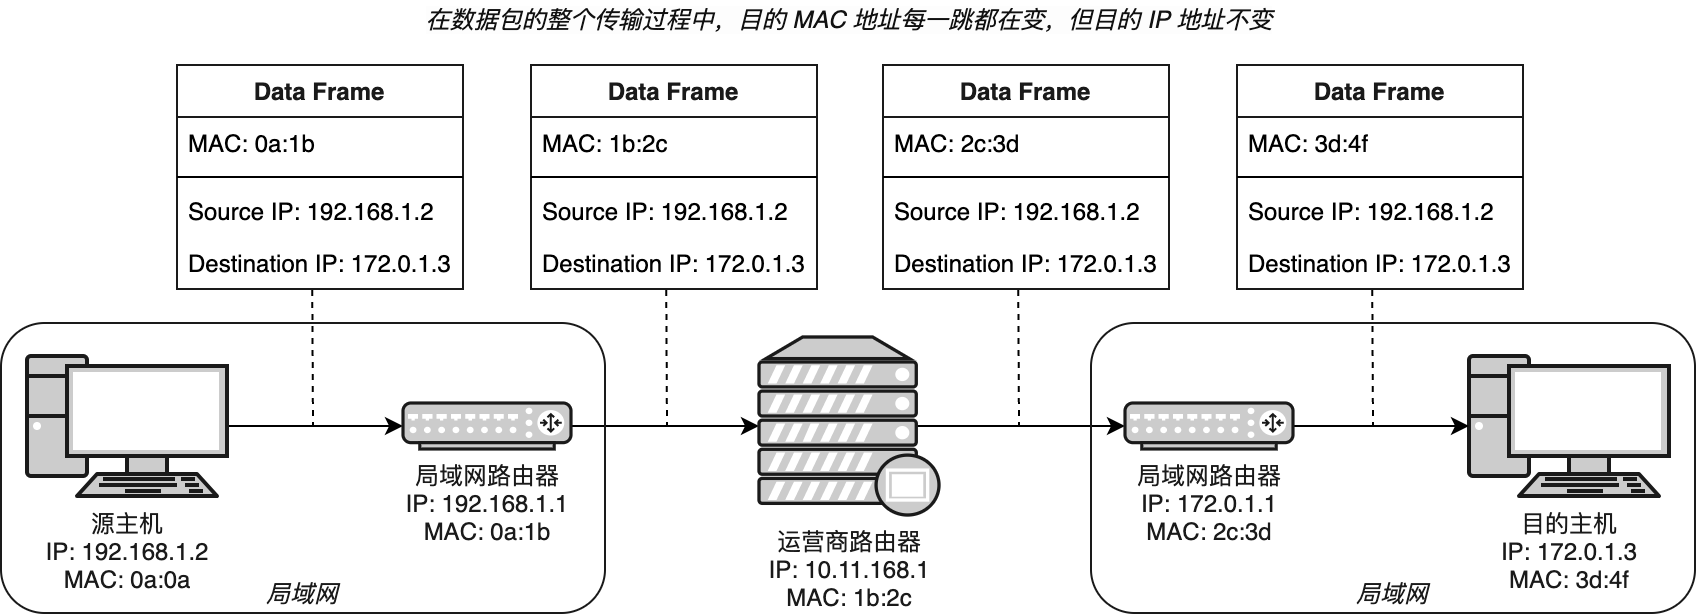 在数据包的整个传输过程中，目的 MAC 地址每一跳都在变，但目的 IP 地址不变
Data Frame
MAC: 0a:1b
Source IP: 192.168.1.2
Destination IP: 172.0.1.3
Data Frame
MAC: 1b:2c
Source IP: 192.168.1.2
Destination IP: 172.0.1.3
Data Frame
MAC: 2c:3d
Source IP: 192.168.1.2
Destination IP: 172.0.1.3
Data Frame
MAC: 3d:4f
Source IP: 192.168.1.2
Destination IP: 172.0.1.3
源主机
IP: 192.168.1.2
MAC: 0a:0a
局域网路由器
IP: 192.168.1.1
MAC: 0a:1b
局域网
运营商路由器
IP: 10.11.168.1
MAC: 1b:2c
局域网路由器
IP: 172.0.1.1
MAC: 2c:3d
目的主机
IP: 172.0.1.3
MAC: 3d:4f
局域网